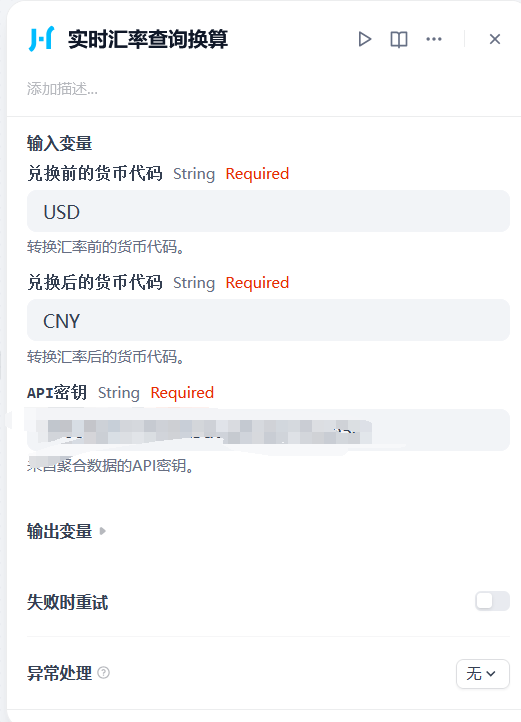 实时汇率查询换算
添加描述...
输入变量
兑换前的货币代码 String Required
USD
转换汇率前的货币代码。
兑换后的货币代码 String Required
CNY
转换汇率后的货币代码。
API密钥 String Required
来自聚合数据的API密钥。
输出变量
失败时重试
异常处理
无